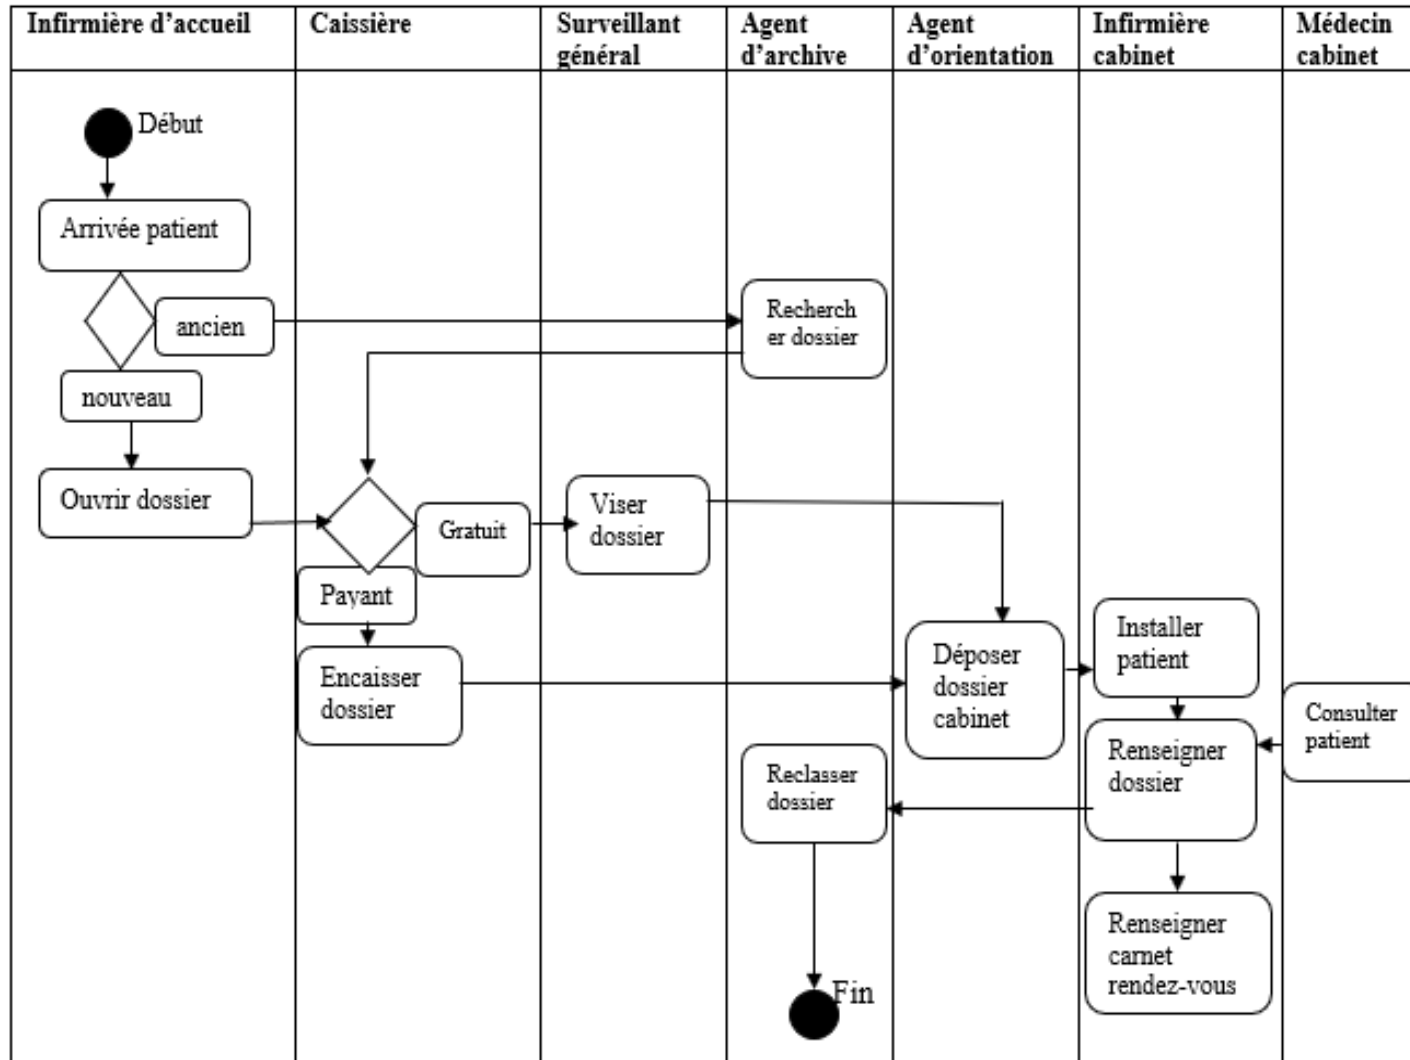 Infirmière d’accueil
Caissière
Surveillant
général
Agent
d’archive
Agent
d’orientation
Infirmière
cabinet
Médecin
cabinet
Début
Arrivée patient
ancien
Recherch
er dossier
nouveau
Ouvrir dossier
Gratuit
Viser
dossier
Payant
Encaisser
dossier
Déposer
dossier
cabinet
Installer
patient
Consulter
patient
Renseigner
dossier
Reclasser
dossier
Renseigner
carnet
rendez-vous
Fin